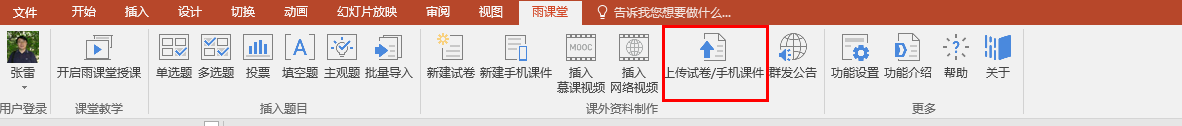 文件 开始 插入 设计 切换 动画 幻灯片放映 审阅 视图 雨课堂 告诉我您想要做什么...
张雷 开启雨课堂授课 单选题 多选题 投票 填空题 主观题 批量导入 新建试卷 新建手机课件 插入 慕课视频 插入 网络视频 上传试卷/手机课件 群发公告 功能设置 功能介绍 帮助 关于
MOOC
用户登录 课堂教学 插入题目 课外资料制作 更多